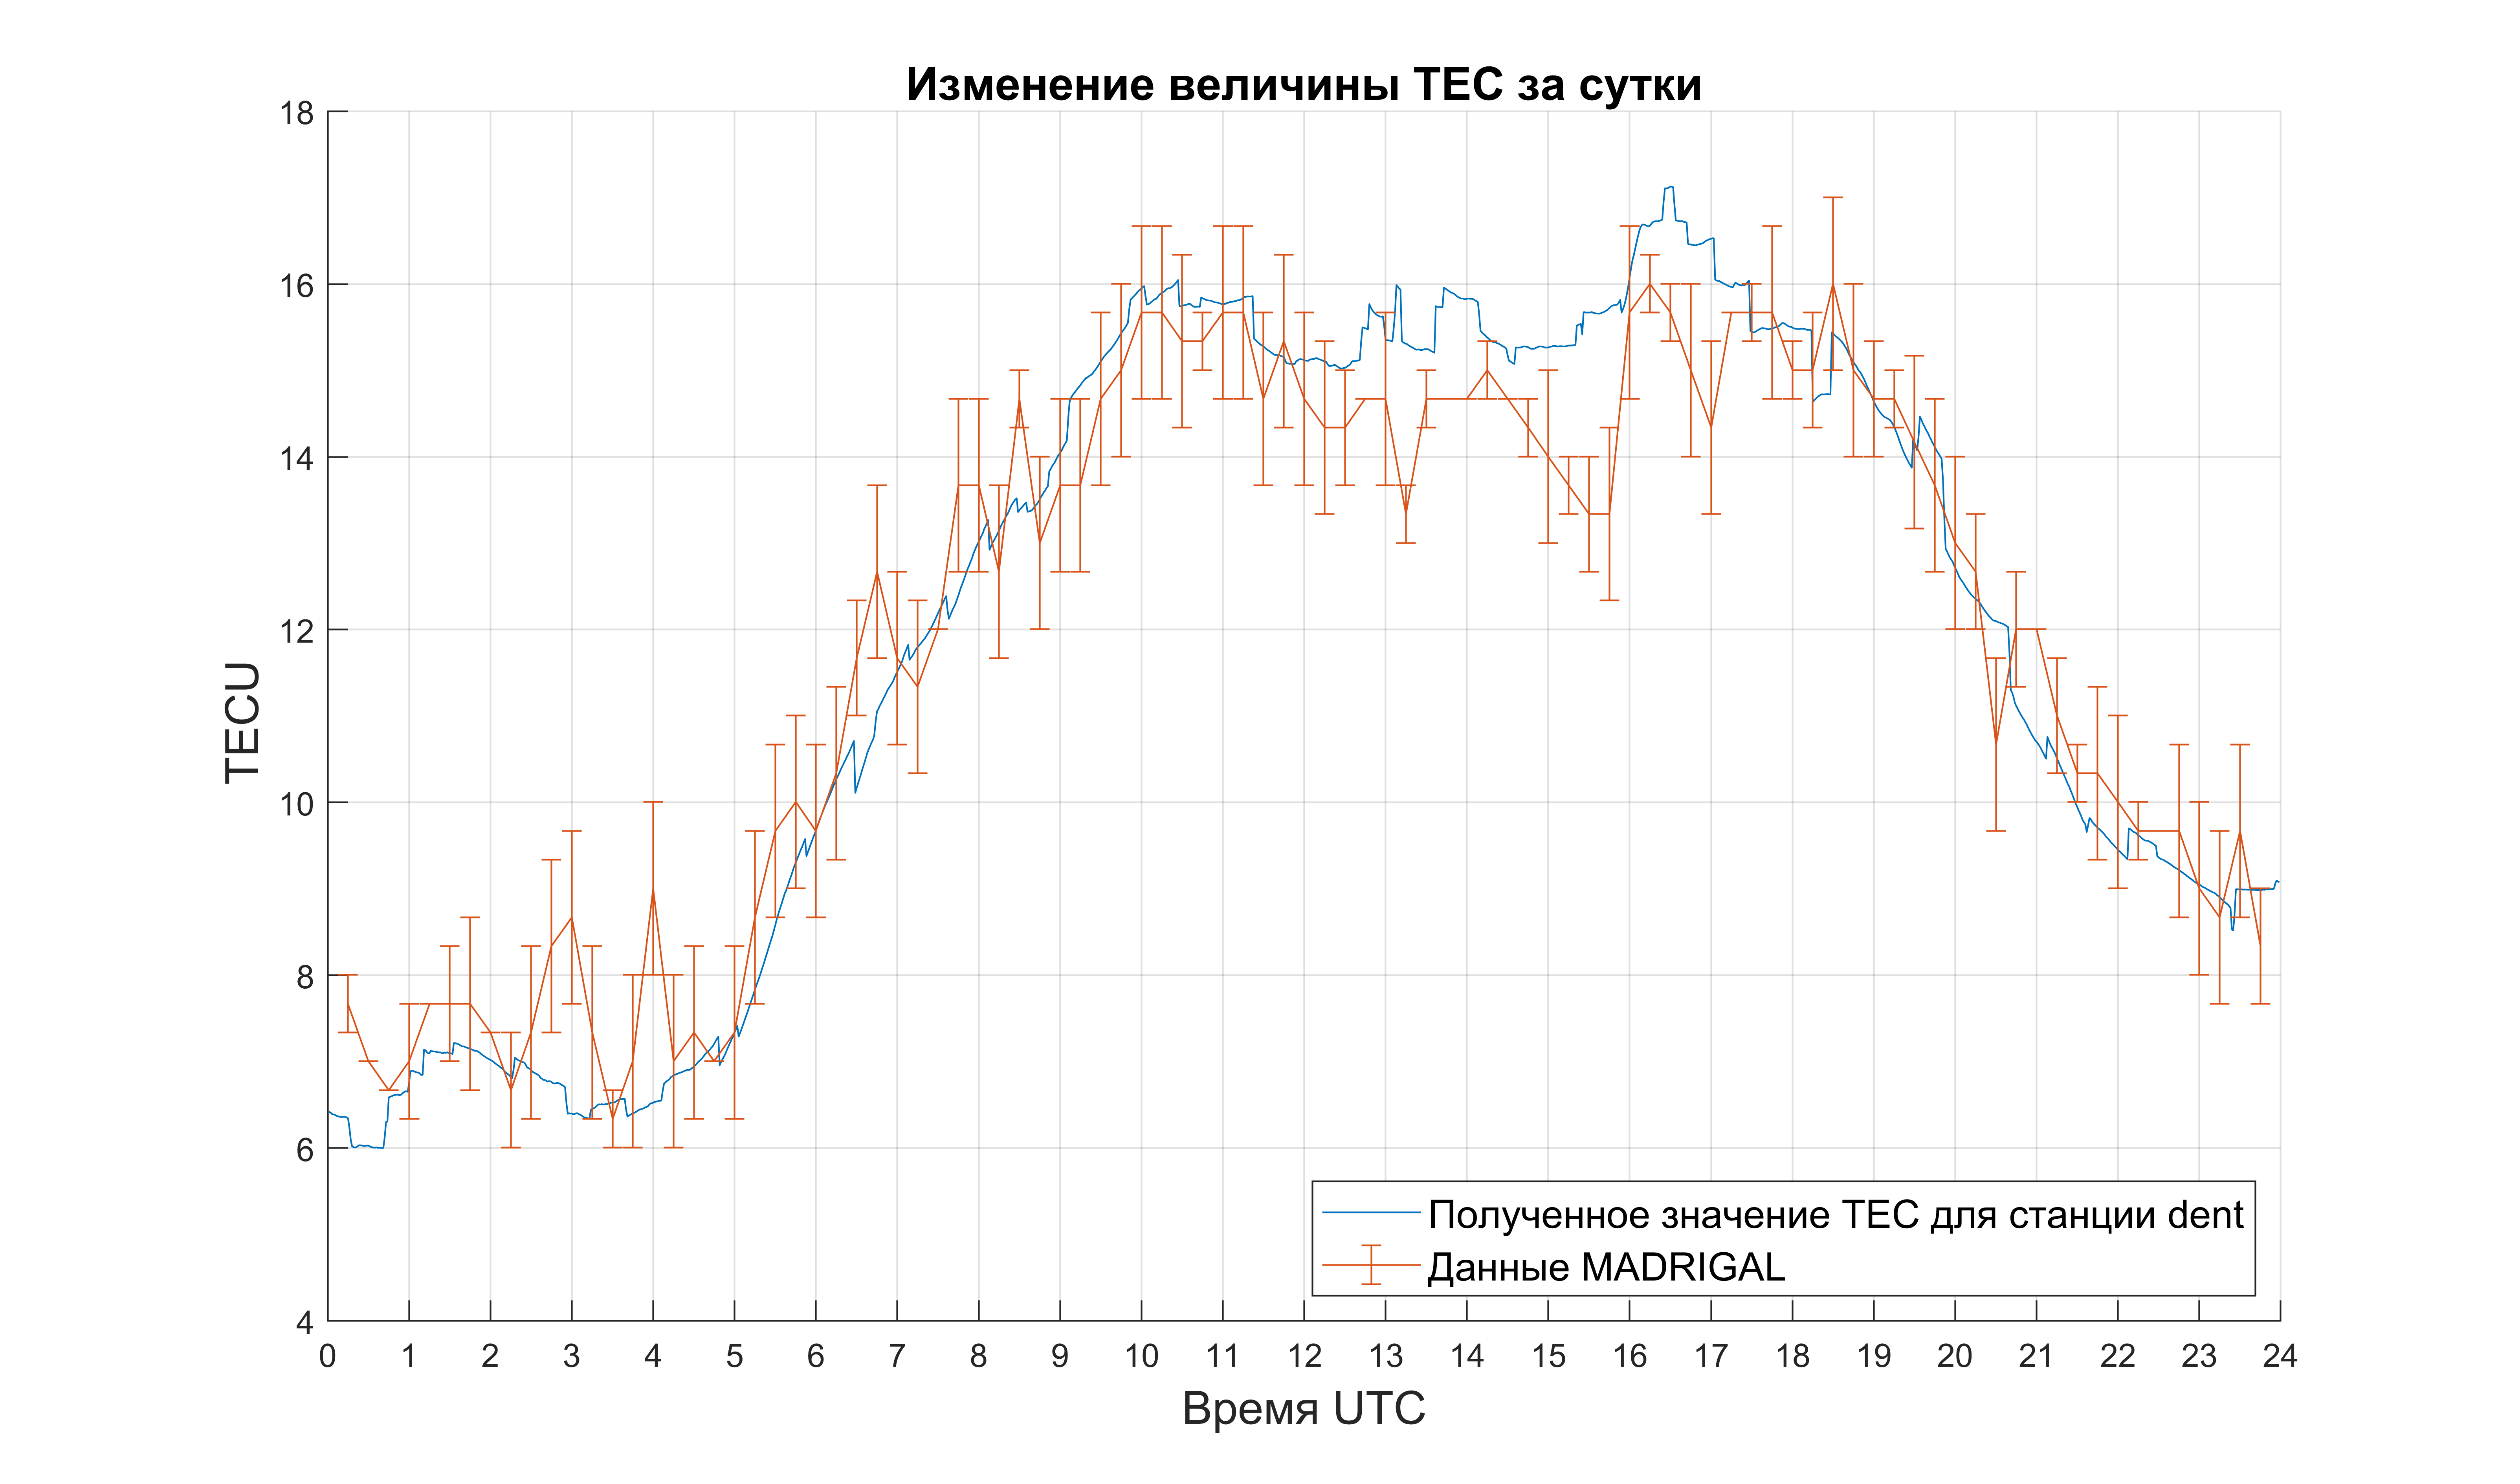 Изменение величины TEC за сутки
18
16
14
12
10
8
6
4
TECU
0 1 2 3 4 5 6 7 8 9 10 11 12 13 14 15 16 17 18 19 20 21 22 23 24
Время UTC
Полученное значение TEC для станции dent
Данные MADRIGAL